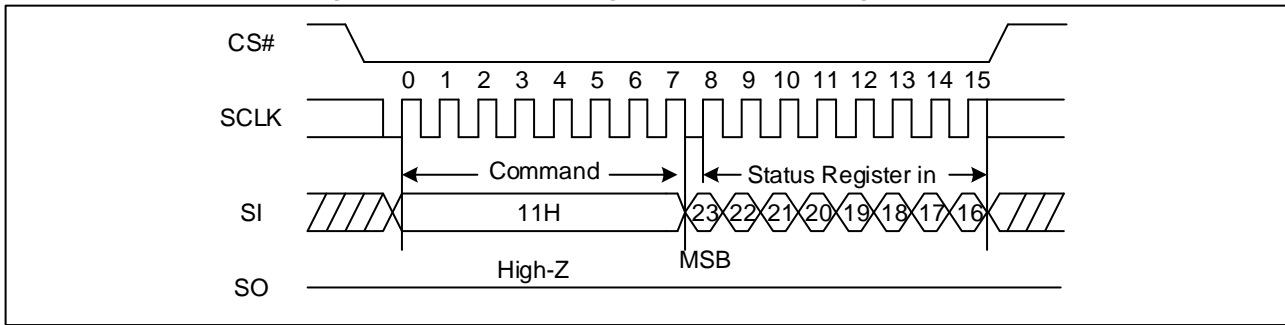 CS#
0 1 2 3 4 5 6 7 8 9 10 11 12 13 14 15
SCLK
Command Status Register in
SI 11H 23 22 21 20 19 18 17 16
High-Z MSB
SO